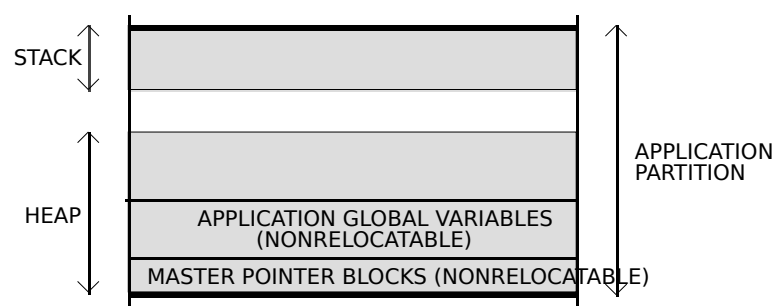 STACK
APPLICATION
PARTITION
HEAP
APPLICATION GLOBAL VARIABLES
(NONRELOCATABLE)
MASTER POINTER BLOCKS (NONRELOCATABLE)